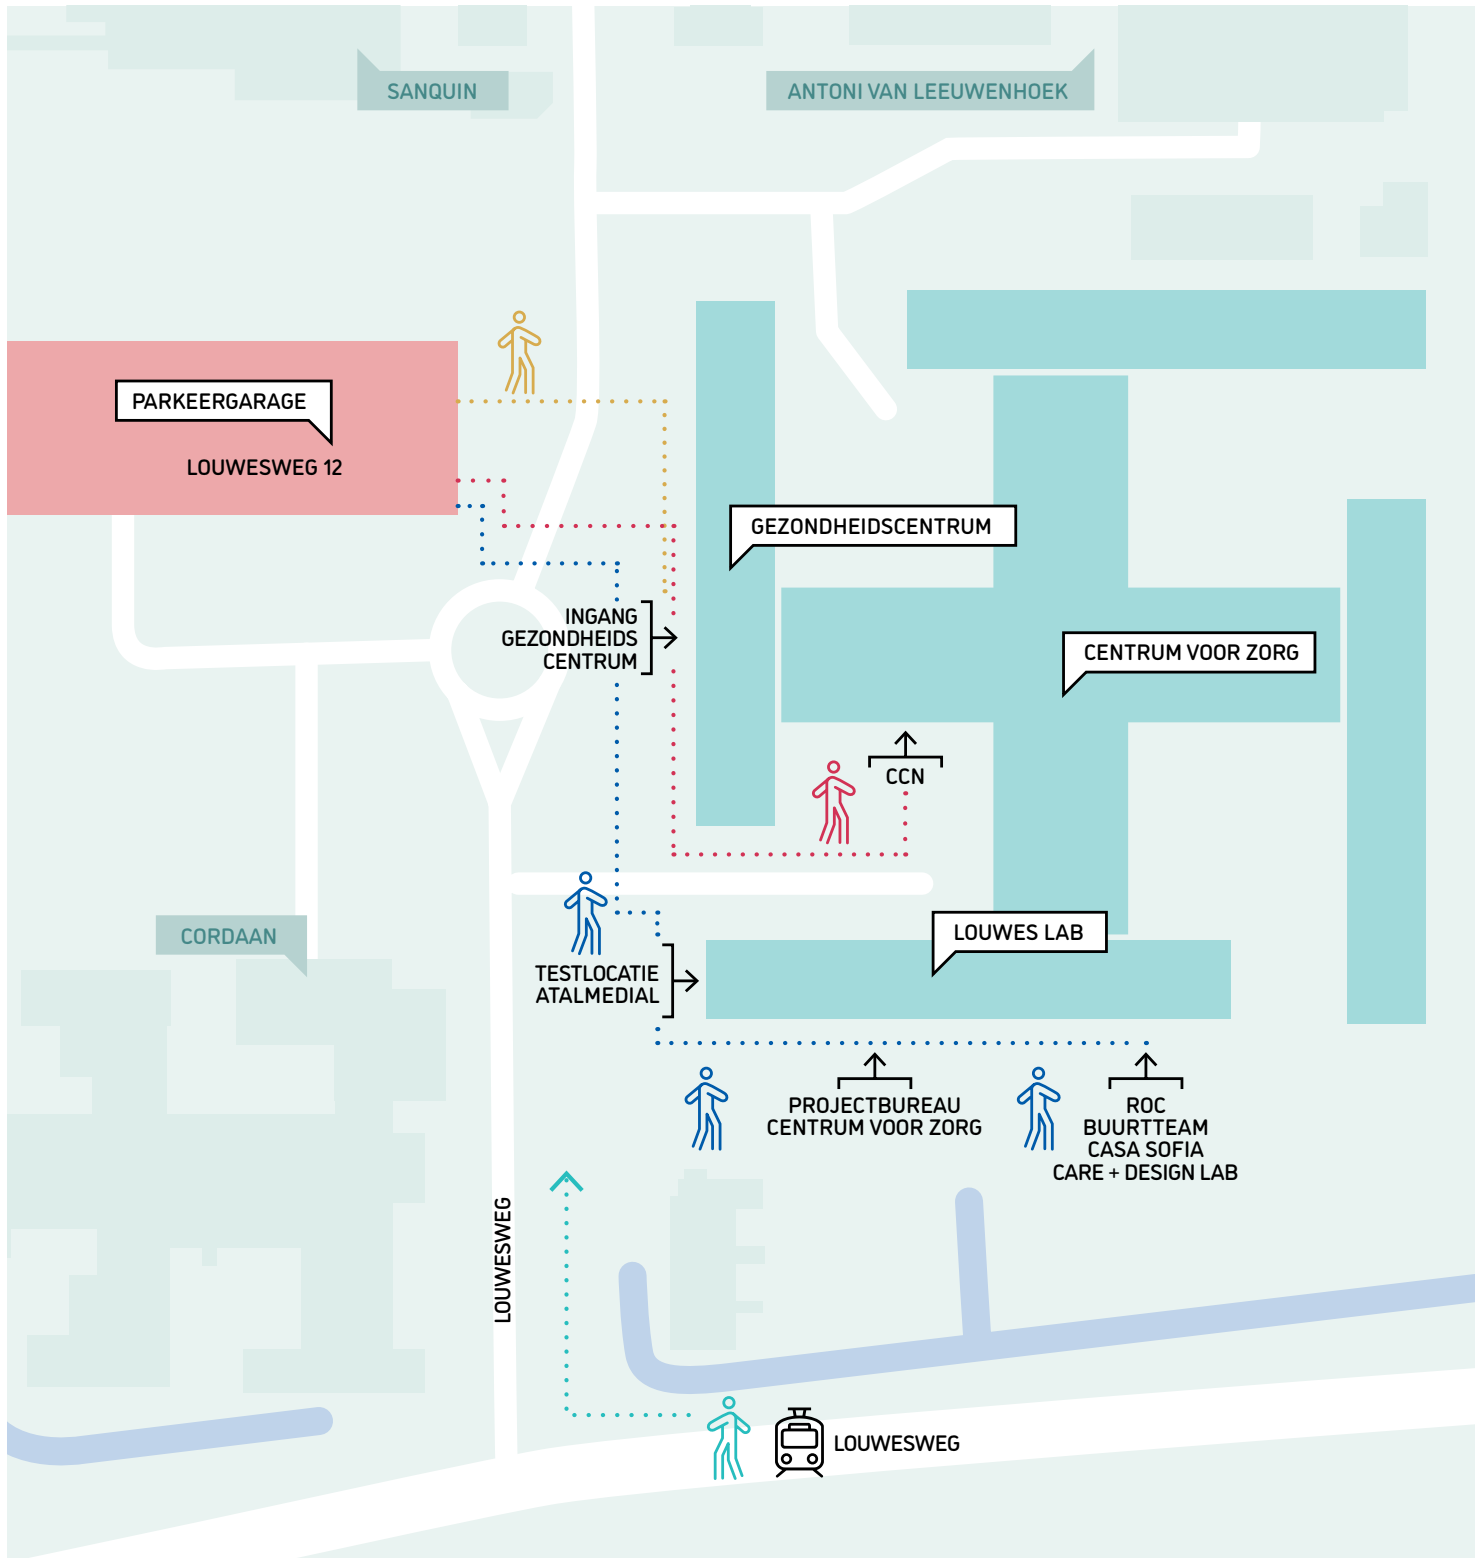 SANQUIN
ANTONI VAN LEEUWENHOEK
PARKEERGARAGE
LOUWESWEG 12
GEZONDHEIDSCENTRUM
INGANG
GEZONDHEIDS
CENTRUM
CENTRUM VOOR ZORG
CCN
CORDAAN
LOUWES LAB
TESTLOCATIE
ATALMEDIAL
PROJECTBUREAU
CENTRUM VOOR ZORG
ROC
BUURTTEAM
CASA SOFIA
CARE + DESIGN LAB
LOUWESWEG
LOUWESWEG